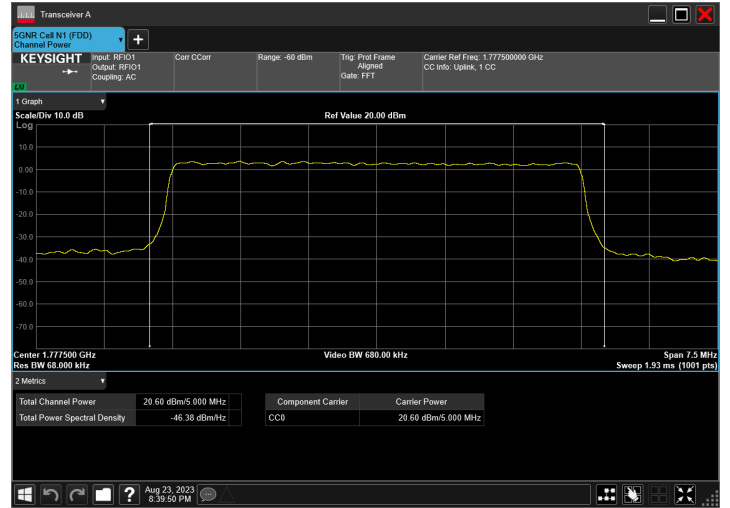 Transceiver A
5GNR Cell N1 (FDD)
Channel Power
KEYSIGHT
LXI
Input: RFIO1
Output: RFIO1
Coupling: AC
Corr CCorr
Range: -60 dBm
Trig: Prot Frame
Aligned
Gate: FFT
Carrier Ref Freq: 1.777500000 GHz
CC Info: Uplink, 1 CC
1 Graph
Scale/Div 10.0 dB
Ref Value 20.00 dBm
Log
10.0
0.00
-10.0
-20.0
-30.0
-40.0
-50.0
-60.0
-70.0
Center 1.777500 GHz
Video BW 680.00 kHz
Span 7.5 MHz
Res BW 68.000 kHz
Sweep 1.93 ms (1001 pts)
2 Metrics
Total Channel Power 20.60 dBm/5.000 MHz
Total Power Spectral Density -46.38 dBm/Hz
Component Carrier Carrier Power
CC0 20.60 dBm/5.000 MHz
Aug 23, 2023
8:39:50 PM